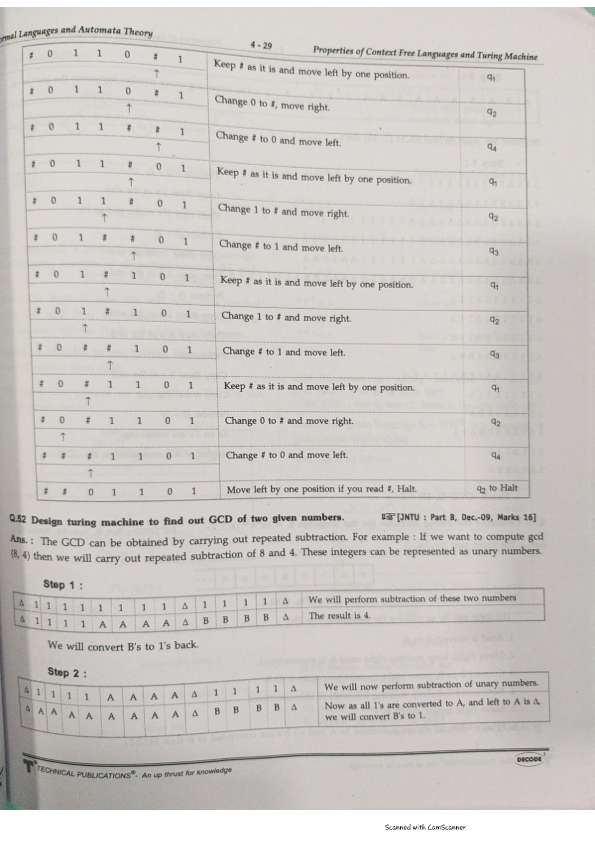 ormal Languages and Automata Theory
4 - 29
Properties of Context Free Languages and Turing Machine
# 0 1 1 0 # 1 Keep # as it is and move left by one position. q1
↑
# 0 1 1 0 # 1 Change 0 to #, move right. q2
↑
# 0 1 1 # # 1 Change # to 0 and move left. q4
↑
# 0 1 1 # 0 1 Keep # as it is and move left by one position. q1
↑
# 0 1 1 # 0 1 Change 1 to # and move right. q2
↑
# 0 1 # # 0 1 Change # to 1 and move left. q3
↑
# 0 1 # 1 0 1 Keep # as it is and move left by one position. q1
↑
# 0 1 # 1 0 1 Change 1 to # and move right. q2
↑
# 0 # # 1 0 1 Change # to 1 and move left. q3
↑
# 0 # 1 1 0 1 Keep # as it is and move left by one position. q1
↑
# 0 # 1 1 0 1 Change 0 to # and move right. q2
↑
# # # 1 1 0 1 Change # to 0 and move left. q4
↑
# # 0 1 1 0 1 Move left by one position if you read #, Halt. q2 to Halt
Q.52 Design turing machine to find out GCD of two given numbers. [JNTU : Part B, Dec.-09, Marks 16]
Ans. : The GCD can be obtained by carrying out repeated subtraction. For example : If we want to compute gcd
(8, 4) then we will carry out repeated subtraction of 8 and 4. These integers can be represented as unary numbers.
Step 1 :
Δ 1 1 1 1 1 1 1 1 Δ 1 1 1 1 Δ We will perform subtraction of these two numbers
Δ 1 1 1 1 A A A A Δ B B B B Δ The result is 4.
We will convert B's to 1's back.
Step 2 :
Δ 1 1 1 1 A A A A Δ 1 1 1 1 Δ We will now perform subtraction of unary numbers.
Δ A A A A A A A A Δ B B B B Δ Now as all 1's are converted to A, and left to A is Δ
we will convert B's to 1.
TECHNICAL PUBLICATIONS® - An up thrust for knowledge
DECODE
Scanned with CamScanner